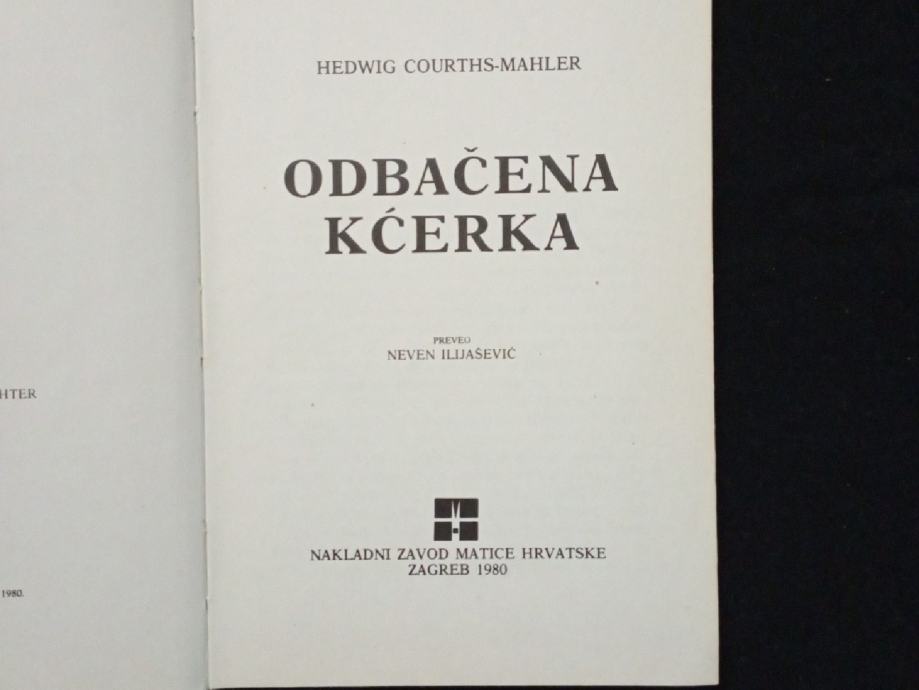 HTER
1980.
HEDWIG COURTHS-MAHLER
ODBAČENA
KĆERKA
PREVEO
NEVEN ILIJAŠEVIĆ
NAKLADNI ZAVOD MATICE HRVATSKE
ZAGREB 1980